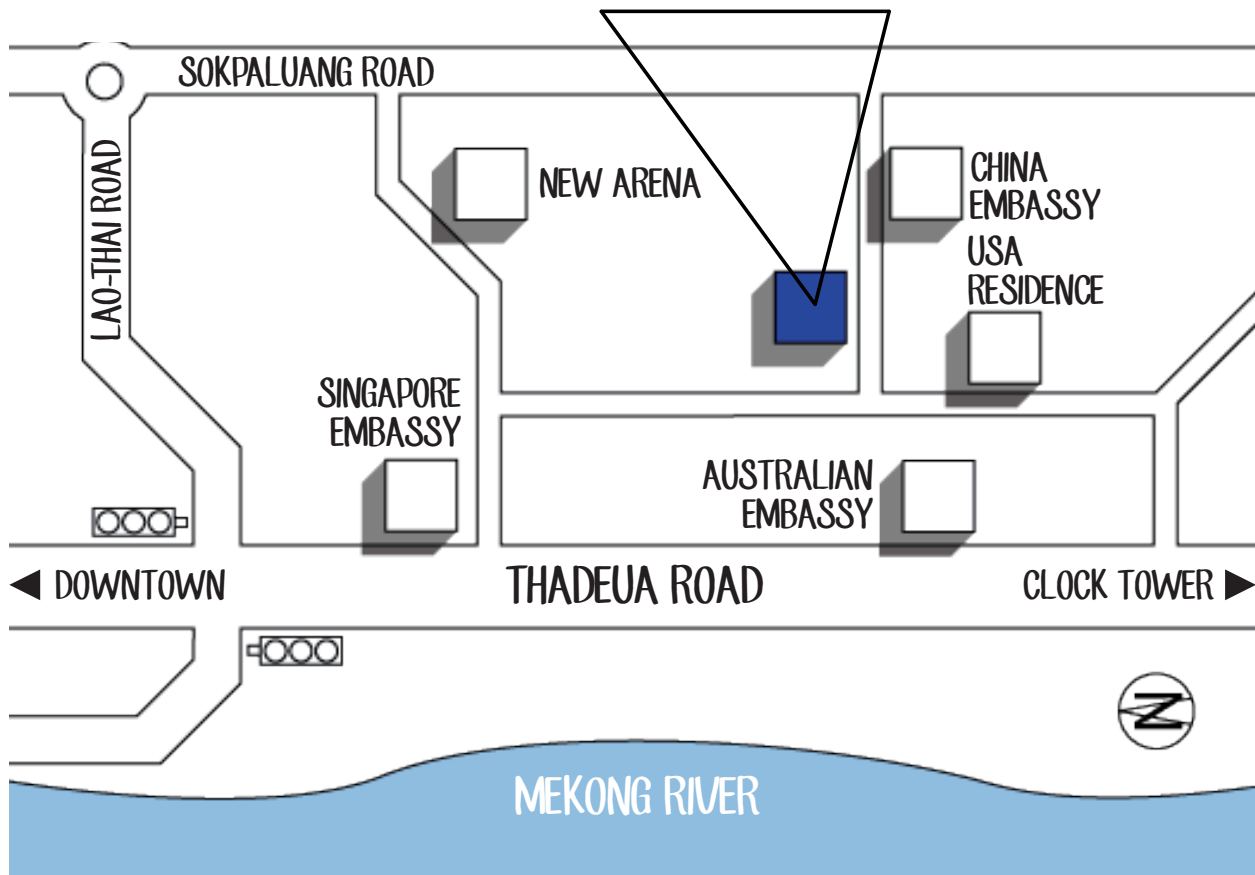 SOKPALUANG ROAD
LAO-THAI ROAD
NEW ARENA
CHINA
EMBASSY
USA
RESIDENCE
SINGAPORE
EMBASSY
AUSTRALIAN
EMBASSY
DOWNTOWN
THADEUA ROAD
CLOCK TOWER
N
MEKONG RIVER